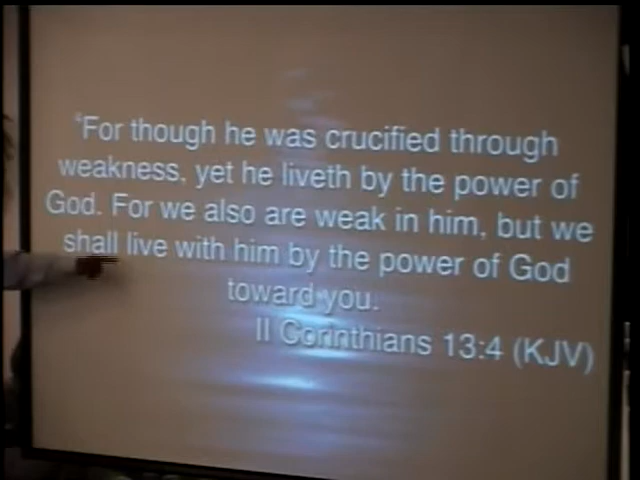 "For though he was crucified through
weakness, yet he liveth by the power of
God. For we also are weak in him, but we
shall live with him by the power of God
toward you.
II Corinthians 13:4 (KJV)